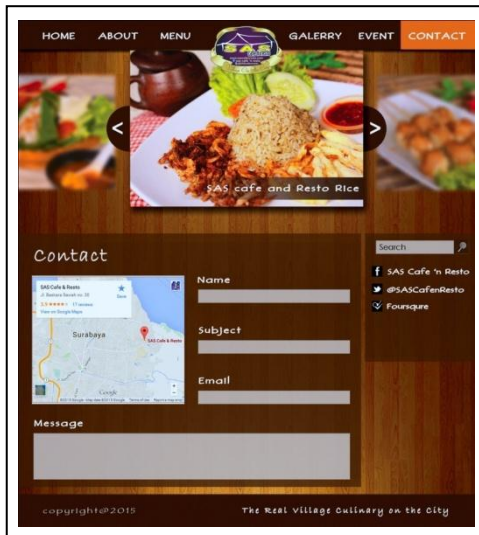 HOME ABOUT MENU GALERRY EVENT CONTACT
SAS
< >
SAS cafe and Resto Rice
Contact
Search
SAS Cafe 'n Resto
@SASCafenResto
Foursqure
SAS Cafe & Resto
Save
View on Google Maps
Surabaya
SAS Cafe & Resto
Google
Name
Subject
Email
Message
copyright@2015 The Real Village Culinary on the City